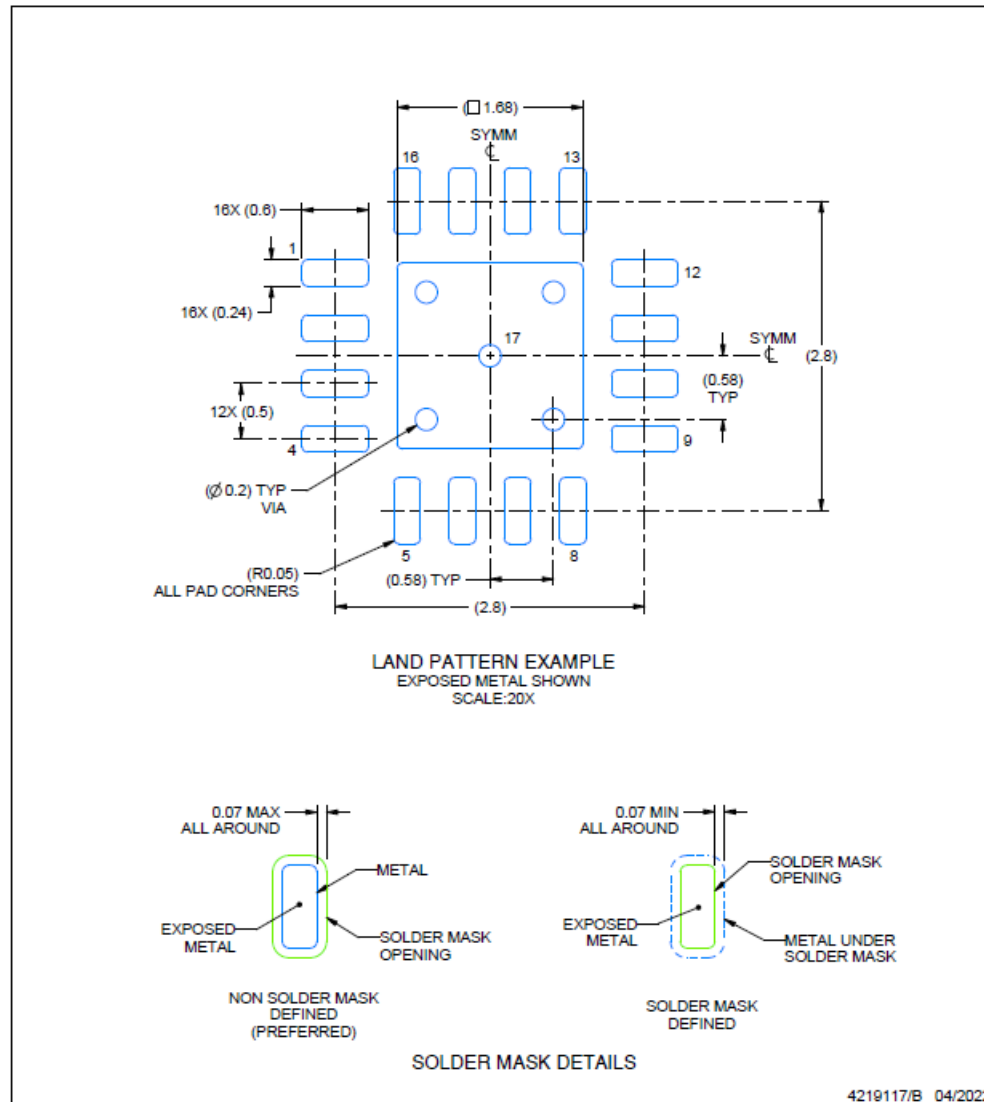 (□ 1.68)
SYMM
℄
16
13
16X (0.6)
1
12
16X (0.24)
17
SYMM
℄
(2.8)
(0.58)
TYP
12X (0.5)
4
9
(Ø 0.2) TYP
VIA
(R0.05)
ALL PAD CORNERS
5
8
(0.58) TYP
(2.8)
LAND PATTERN EXAMPLE
EXPOSED METAL SHOWN
SCALE:20X
0.07 MAX
ALL AROUND
METAL
EXPOSED
METAL
SOLDER MASK
OPENING
NON SOLDER MASK
DEFINED
(PREFERRED)
0.07 MIN
ALL AROUND
SOLDER MASK
OPENING
EXPOSED
METAL
METAL UNDER
SOLDER MASK
SOLDER MASK
DEFINED
SOLDER MASK DETAILS
4219117/B 04/202